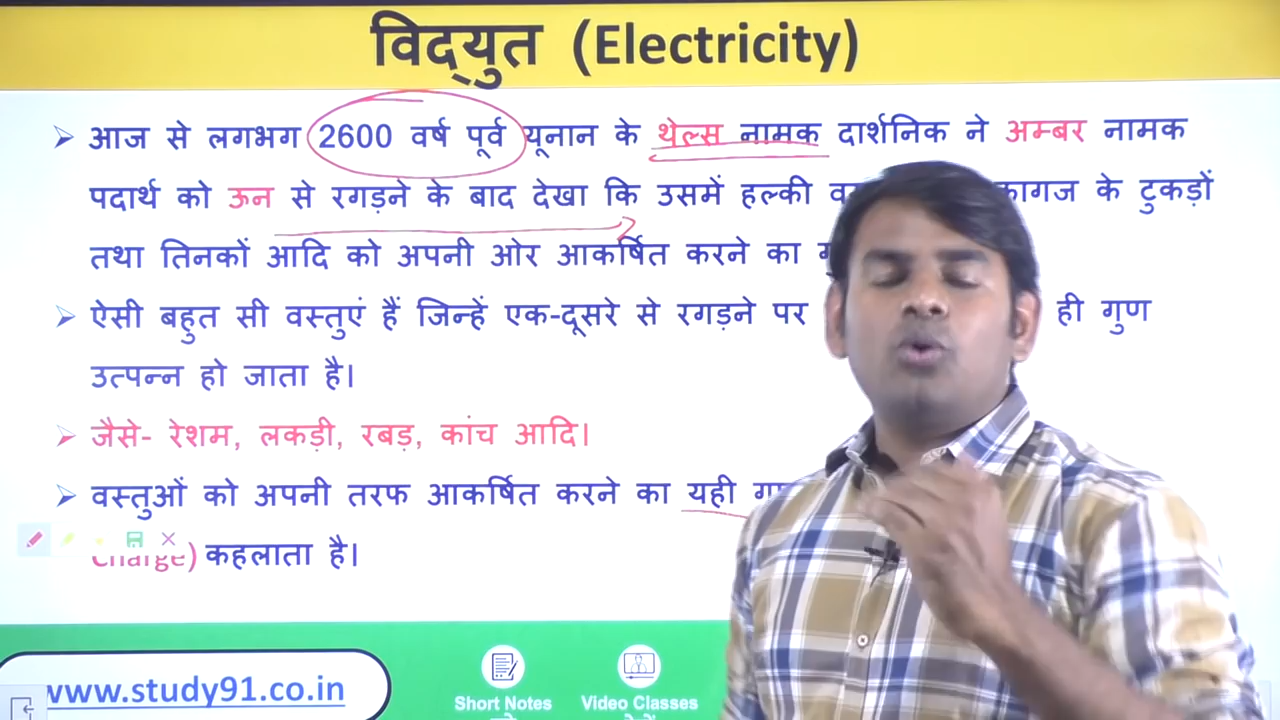 विद्युत (Electricity)
आज से लगभग 2600 वर्ष पूर्व यूनान के थेल्स नामक दार्शनिक ने अम्बर नामक
पदार्थ को ऊन से रगड़ने के बाद देखा कि उसमें हल्की कागज के टुकड़ों
तथा तिनकों आदि को अपनी ओर आकर्षित करने का
ऐसी बहुत सी वस्तुएं हैं जिन्हें एक-दूसरे से रगड़ने पर ही गुण
उत्पन्न हो जाता है।
जैसे- रेशम, लकड़ी, रबड़, कांच आदि।
वस्तुओं को अपनी तरफ आकर्षित करने का यही
Charge) कहलाता है।
www.study91.co.in
Short Notes
Video Classes